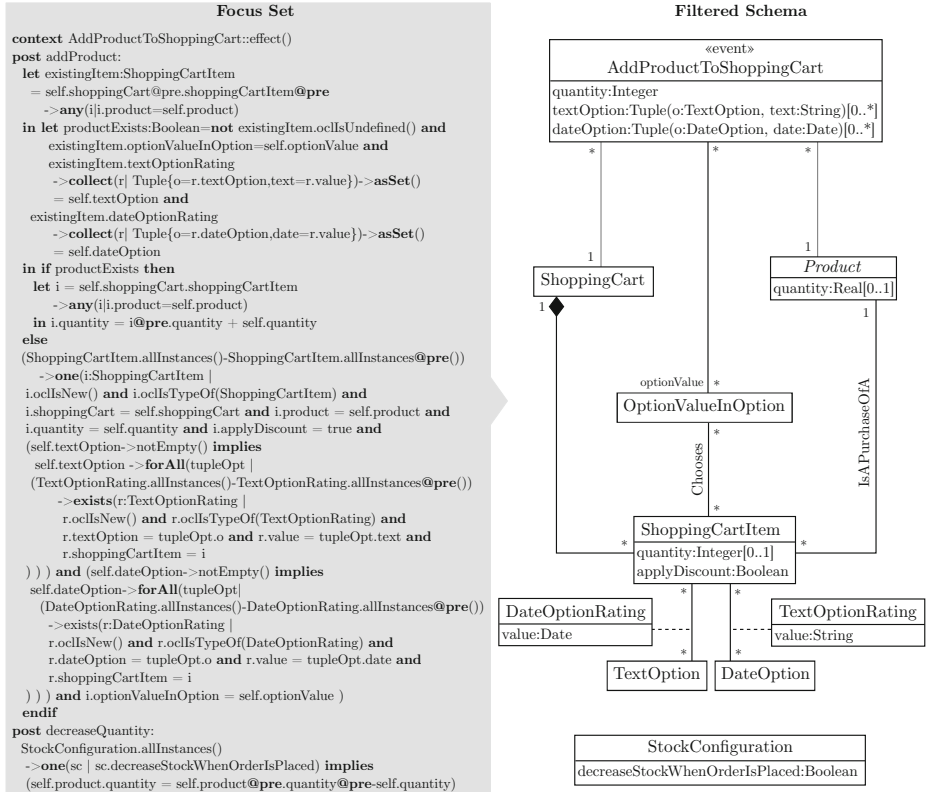 Focus Set
context AddProductToShoppingCart::effect()
post addProduct:
let existingItem:ShoppingCartItem
= self.shoppingCart@pre.shoppingCartItem@pre
->any(i|i.product=self.product)
in let productExists:Boolean=not existingItem.oclIsUndefined() and
existingItem.optionValueInOption=self.optionValue and
existingItem.textOptionRating
->collect(r| Tuple{o=r.textOption,text=r.value})->asSet()
= self.textOption and
existingItem.dateOptionRating
->collect(r| Tuple{o=r.dateOption,date=r.value})->asSet()
= self.dateOption
in if productExists then
let i = self.shoppingCart.shoppingCartItem
->any(i|i.product=self.product)
in i.quantity = i@pre.quantity + self.quantity
else
(ShoppingCartItem.allInstances()-ShoppingCartItem.allInstances@pre())
->one(i:ShoppingCartItem |
i.oclIsNew() and i.oclIsTypeOf(ShoppingCartItem) and
i.shoppingCart = self.shoppingCart and i.product = self.product and
i.quantity = self.quantity and i.applyDiscount = true and
(self.textOption->notEmpty() implies
self.textOption ->forAll(tupleOpt |
(TextOptionRating.allInstances()-TextOptionRating.allInstances@pre())
->exists(r:TextOptionRating |
r.oclIsNew() and r.oclIsTypeOf(TextOptionRating) and
r.textOption = tupleOpt.o and r.value = tupleOpt.text and
r.shoppingCartItem = i
) ) ) and (self.dateOption->notEmpty() implies
self.dateOption->forAll(tupleOpt|
(DateOptionRating.allInstances()-DateOptionRating.allInstances@pre())
->exists(r:DateOptionRating |
r.oclIsNew() and r.oclIsTypeOf(DateOptionRating) and
r.dateOption = tupleOpt.o and r.value = tupleOpt.date and
r.shoppingCartItem = i
) ) ) and i.optionValueInOption = self.optionValue )
endif
post decreaseQuantity:
StockConfiguration.allInstances()
->one(sc | sc.decreaseStockWhenOrderIsPlaced) implies
(self.product.quantity = self.product@pre.quantity@pre-self.quantity)
Filtered Schema
«event»
AddProductToShoppingCart
quantity:Integer
textOption:Tuple(o:TextOption, text:String)[0..*]
dateOption:Tuple(o:DateOption, date:Date)[0..*]
* * *
1 1
ShoppingCart
Product
quantity:Real[0..1]
1 1
optionValue *
OptionValueInOption
*
Chooses
IsAPurchaseOfA
*
ShoppingCartItem
* *
quantity:Integer[0..1]
applyDiscount:Boolean
* *
DateOptionRating
value:Date
TextOptionRating
value:String
* *
TextOption
DateOption
StockConfiguration
decreaseStockWhenOrderIsPlaced:Boolean